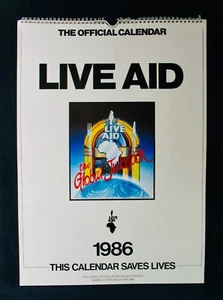 THE OFFICIAL CALENDAR
LIVE AID
LIVE
AID
The Global Jukebox
1986
THIS CALENDAR SAVES LIVES